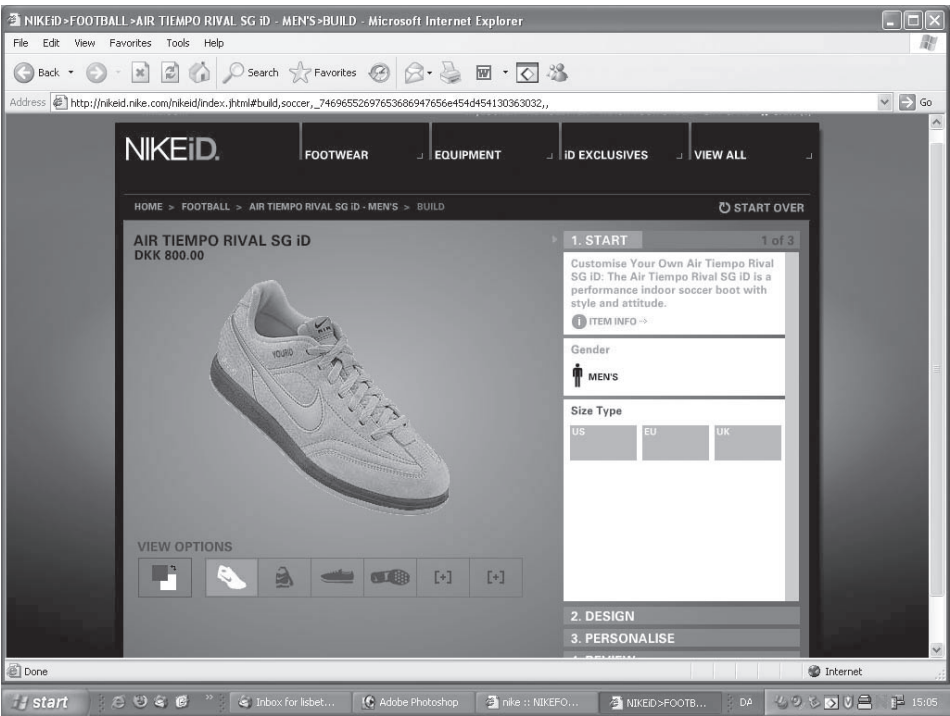 NIKEiD>FOOTBALL>AIR TIEMPO RIVAL SG iD - MEN'S>BUILD - Microsoft Internet Explorer
File Edit View Favorites Tools Help
Back Search Favorites
Address http://nikeid.nike.com/nikeid/index.jhtml#build,soccer,_74696552697653686947656e454d454130363032,, Go
NIKEiD. FOOTWEAR EQUIPMENT iD EXCLUSIVES VIEW ALL
HOME > FOOTBALL > AIR TIEMPO RIVAL SG iD - MEN'S > BUILD START OVER
AIR TIEMPO RIVAL SG iD
DKK 800.00
1. START 1 of 3
Customise Your Own Air Tiempo Rival
SG iD: The Air Tiempo Rival SG iD is a
performance indoor soccer boot with
style and attitude.
ITEM INFO
Gender
MEN'S
Size Type
US EU UK
AIR
YOURiD
VIEW OPTIONS
[+] [+]
2. DESIGN
3. PERSONALISE
Done Internet
start Inbox for lisbet... Adobe Photoshop nike :: NIKEFO... NIKEiD>FOOTB... DA 15:05